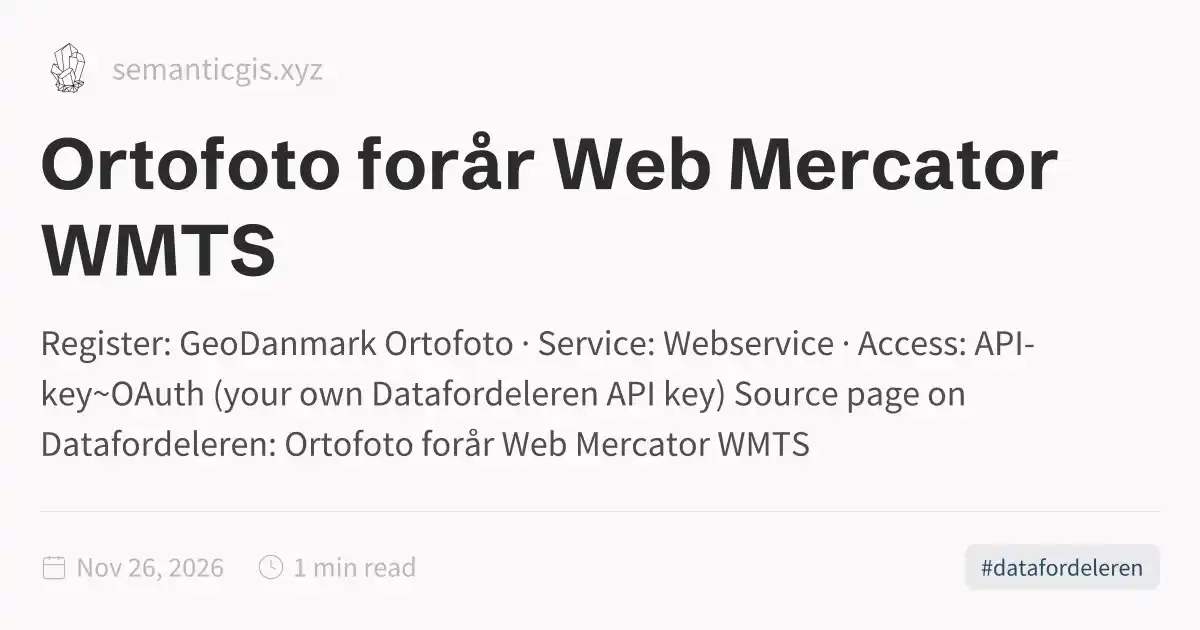 semanticgis.xyz
Ortofoto forår Web Mercator
WMTS
Register: GeoDanmark Ortofoto · Service: Webservice · Access: API-
key~OAuth (your own Datafordeleren API key) Source page on
Datafordeleren: Ortofoto forår Web Mercator WMTS
Nov 26, 2026 1 min read #datafordeleren